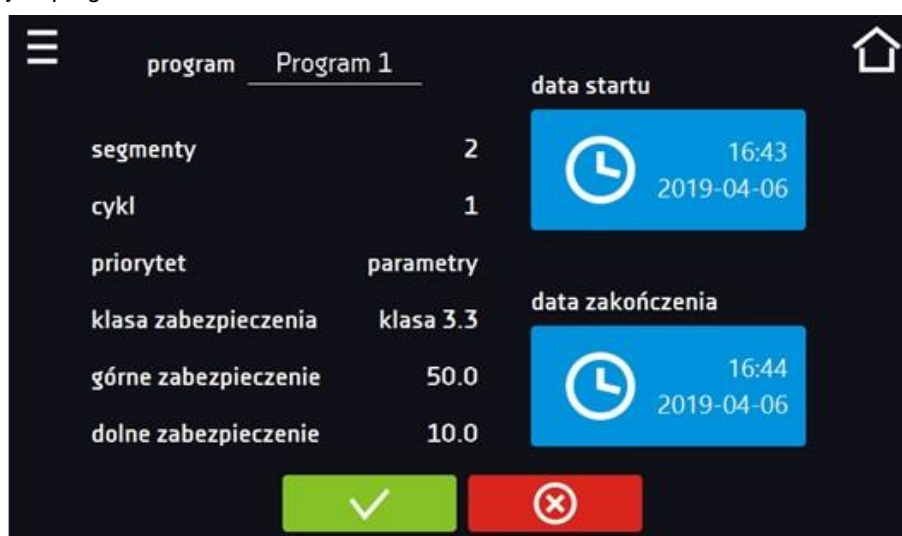 program Program 1
segmenty 2
cykl 1
priorytet parametry
klasa zabezpieczenia klasa 3.3
górne zabezpieczenie 50.0
dolne zabezpieczenie 10.0
data startu
16:43
2019-04-06
data zakończenia
16:44
2019-04-06